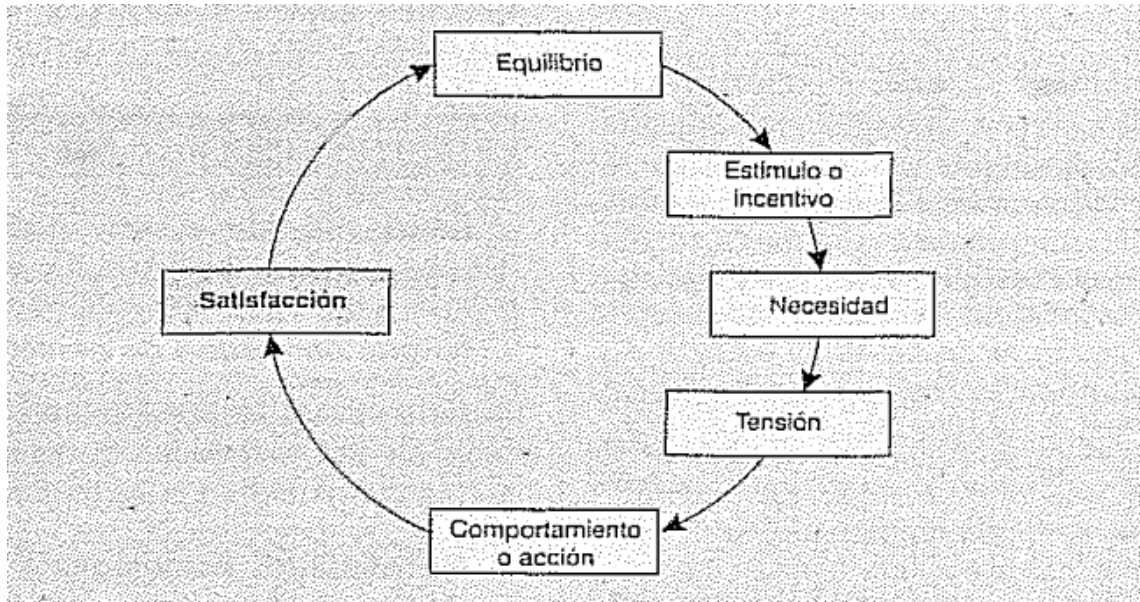 Equilibrio
Estímulo o
incentivo
Necesidad
Tensión
Comportamiento
o acción
Satisfacción